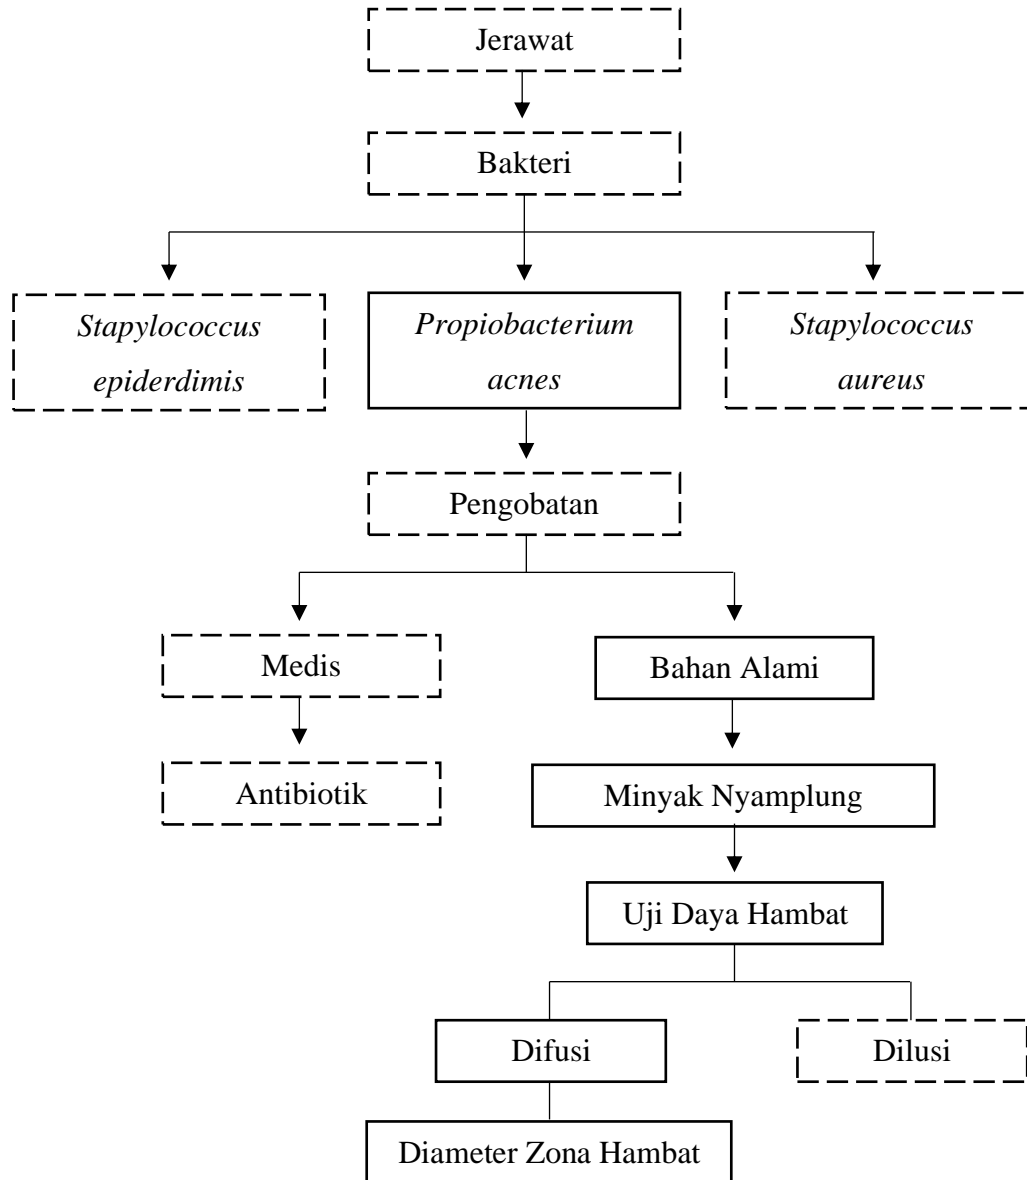 Jerawat
Bakteri
Stapylococcus
epiderdimis
Propiobacterium
acnes
Stapylococcus
aureus
Pengobatan
Medis
Bahan Alami
Antibiotik
Minyak Nyamplung
Uji Daya Hambat
Difusi
Dilusi
Diameter Zona Hambat